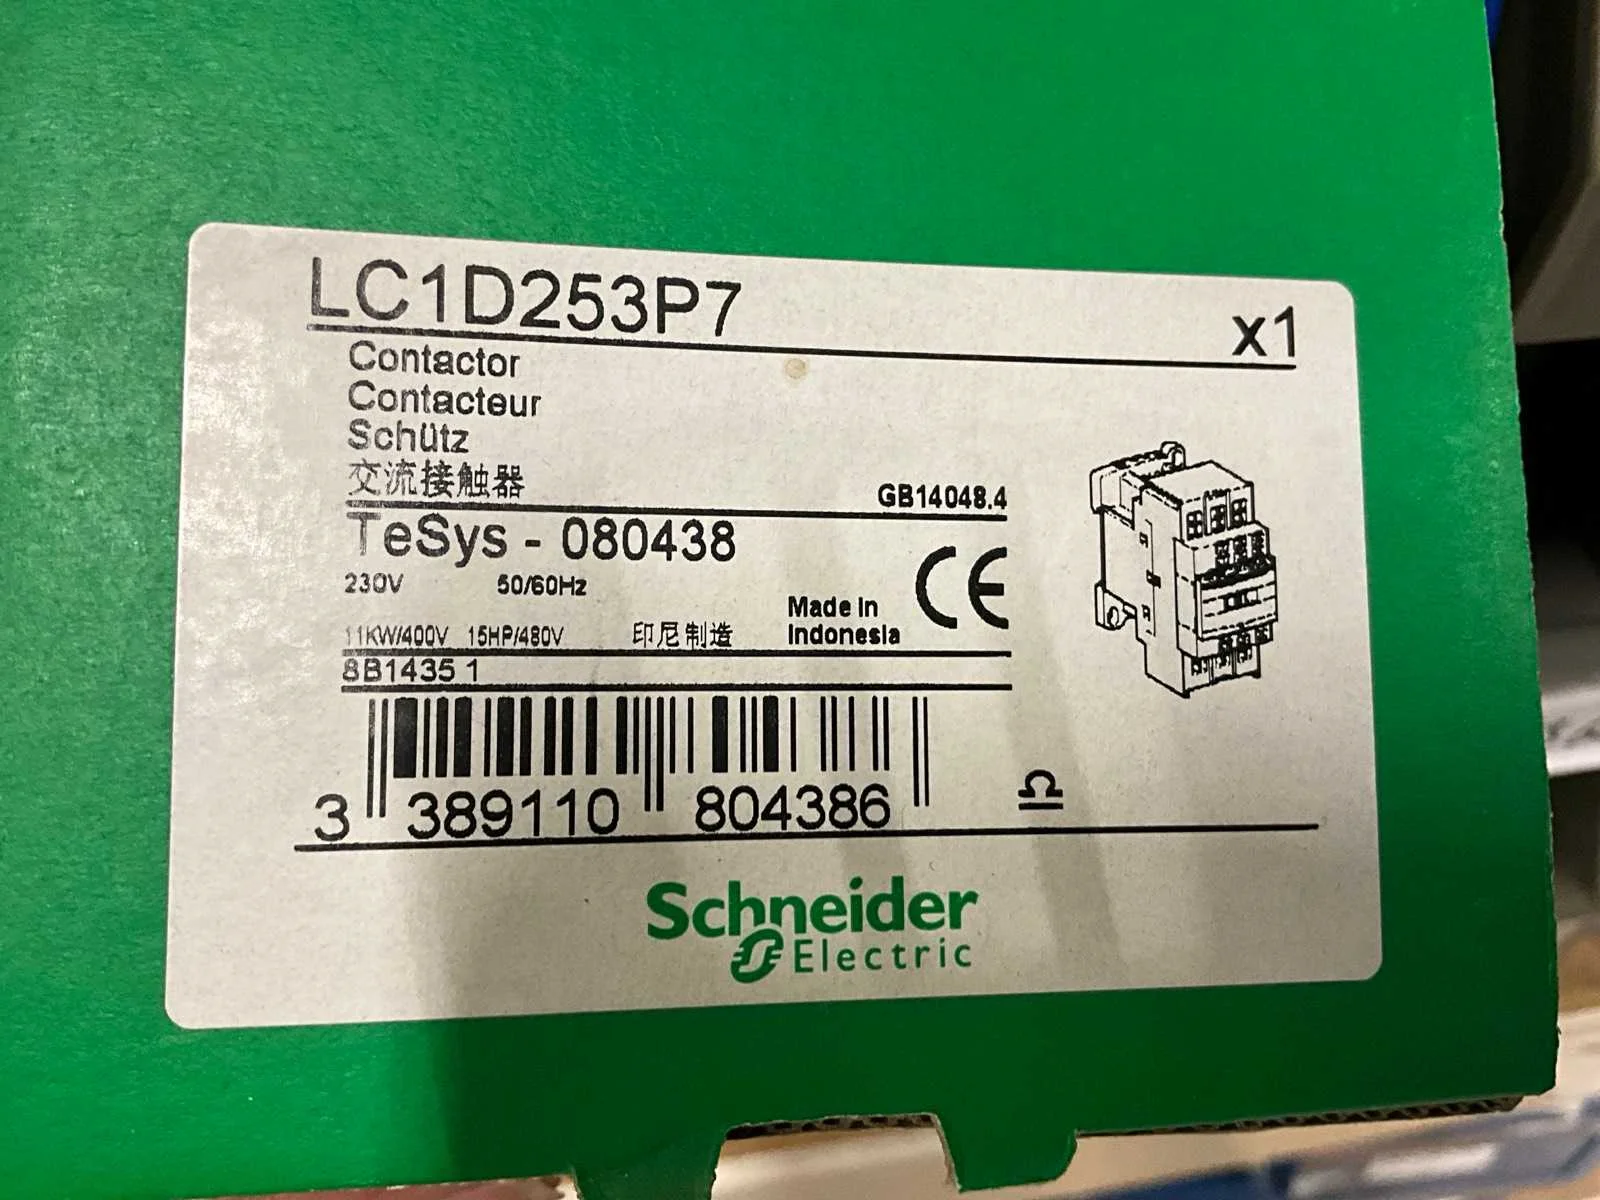 LC1D253P7
x1
Contactor
Contacteur
Schütz
交流接触器
GB14048.4
TeSys - 080438
230V 50/60Hz
CE
11KW/400V 15HP/480V 印尼制造 Made in Indonesia
8B1435 1
3 389110 804386
Schneider
Electric